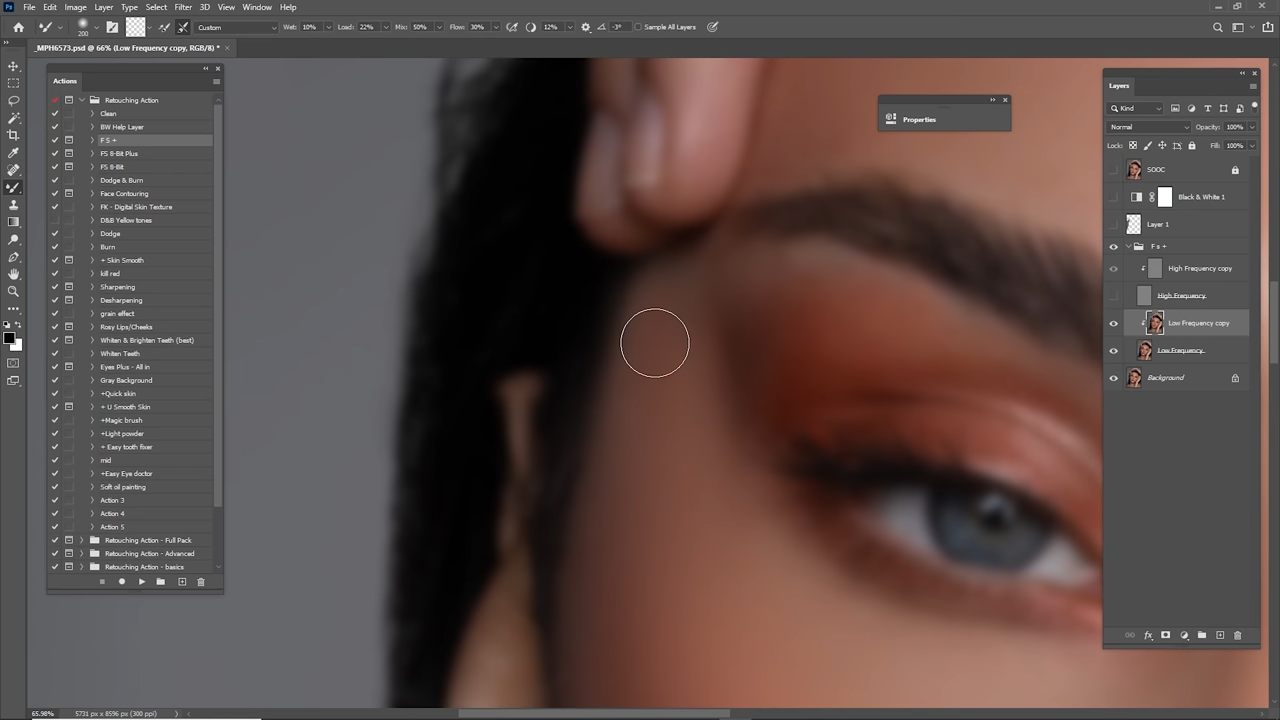 Ps File Edit Image Layer Type Select Filter 3D View Window Help
200 Custom Wet: 10% Load: 22% Mix: 50% Flow: 30% 12% -3° Sample All Layers
_MPH6573.psd @ 66% (Low Frequency copy, RGB/8) * ×
Actions
Retouching Action
Clean
BW Help Layer
F S +
FS 8-Bit Plus
FS 8-Bit
Dodge & Burn
Face Contouring
FK - Digital Skin Texture
D&B Yellow tones
Dodge
Burn
+ Skin Smooth
kill red
Sharpening
Desharpening
grain effect
Rosy Lips/Cheeks
Whiten & Brighten Teeth (best)
Whiten Teeth
Eyes Plus - All in
Gray Background
+Quick skin
+ U Smooth Skin
+Magic brush
+Light powder
+ Easy tooth fixer
mid
+Easy Eye doctor
Soft oil painting
Action 3
Action 4
Action 5
Retouching Action - Full Pack
Retouching Action - Advanced
Retouching Action - basics
Properties
Layers
Kind
Normal Opacity: 100%
Lock: Fill: 100%
SOOC
Black & White 1
Layer 1
F s +
High Frequency copy
High Frequency
Low Frequency copy
Low Frequency
Background
fx
65.98% 5731 px x 8596 px (300 ppi)